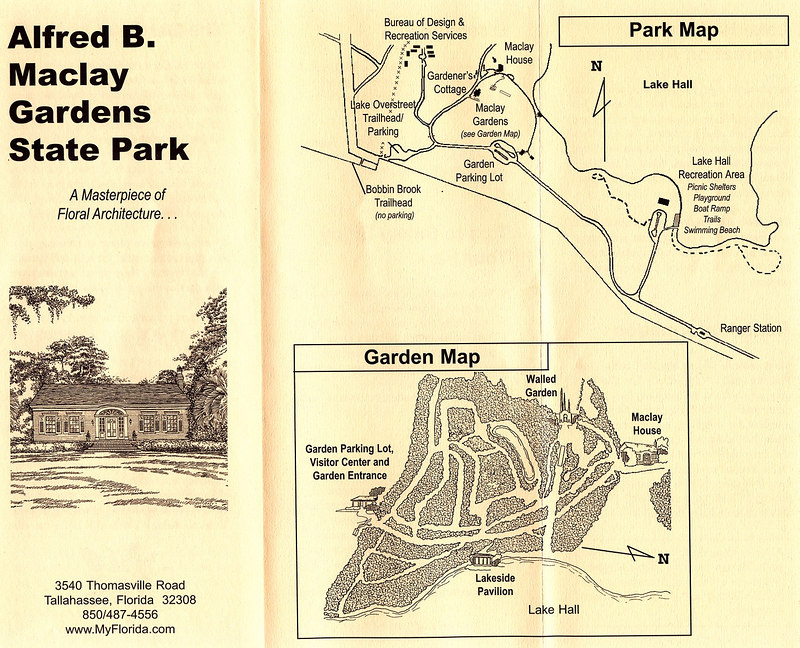 Alfred B.
Maclay
Gardens
State Park
A Masterpiece of
Floral Architecture. . .
3540 Thomasville Road
Tallahassee, Florida 32308
850/487-4556
www.MyFlorida.com
Park Map
Bureau of Design &
Recreation Services
Maclay
House
Gardener's
Cottage
Lake Overstreet
Trailhead/
Parking
Maclay
Gardens
(see Garden Map)
Garden
Parking Lot
Bobbin Brook
Trailhead
(no parking)
N
Lake Hall
Lake Hall
Recreation Area
Picnic Shelters
Playground
Boat Ramp
Trails
Swimming Beach
Ranger Station
Garden Map
Walled
Garden
Maclay
House
Garden Parking Lot,
Visitor Center and
Garden Entrance
N
Lakeside
Pavilion
Lake Hall